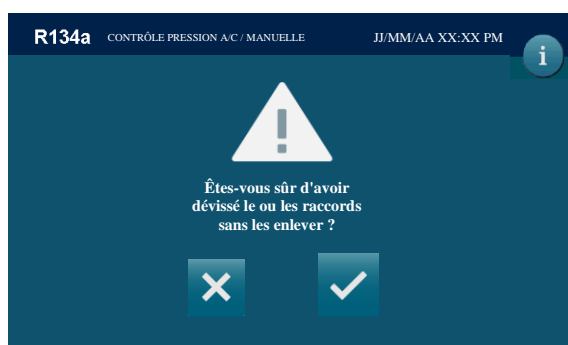 R134a CONTRÔLE PRESSION A/C / MANUELLE JJ/MM/AA XX:XX PM
i
Êtes-vous sûr d'avoir
dévissé le ou les raccords
sans les enlever ?